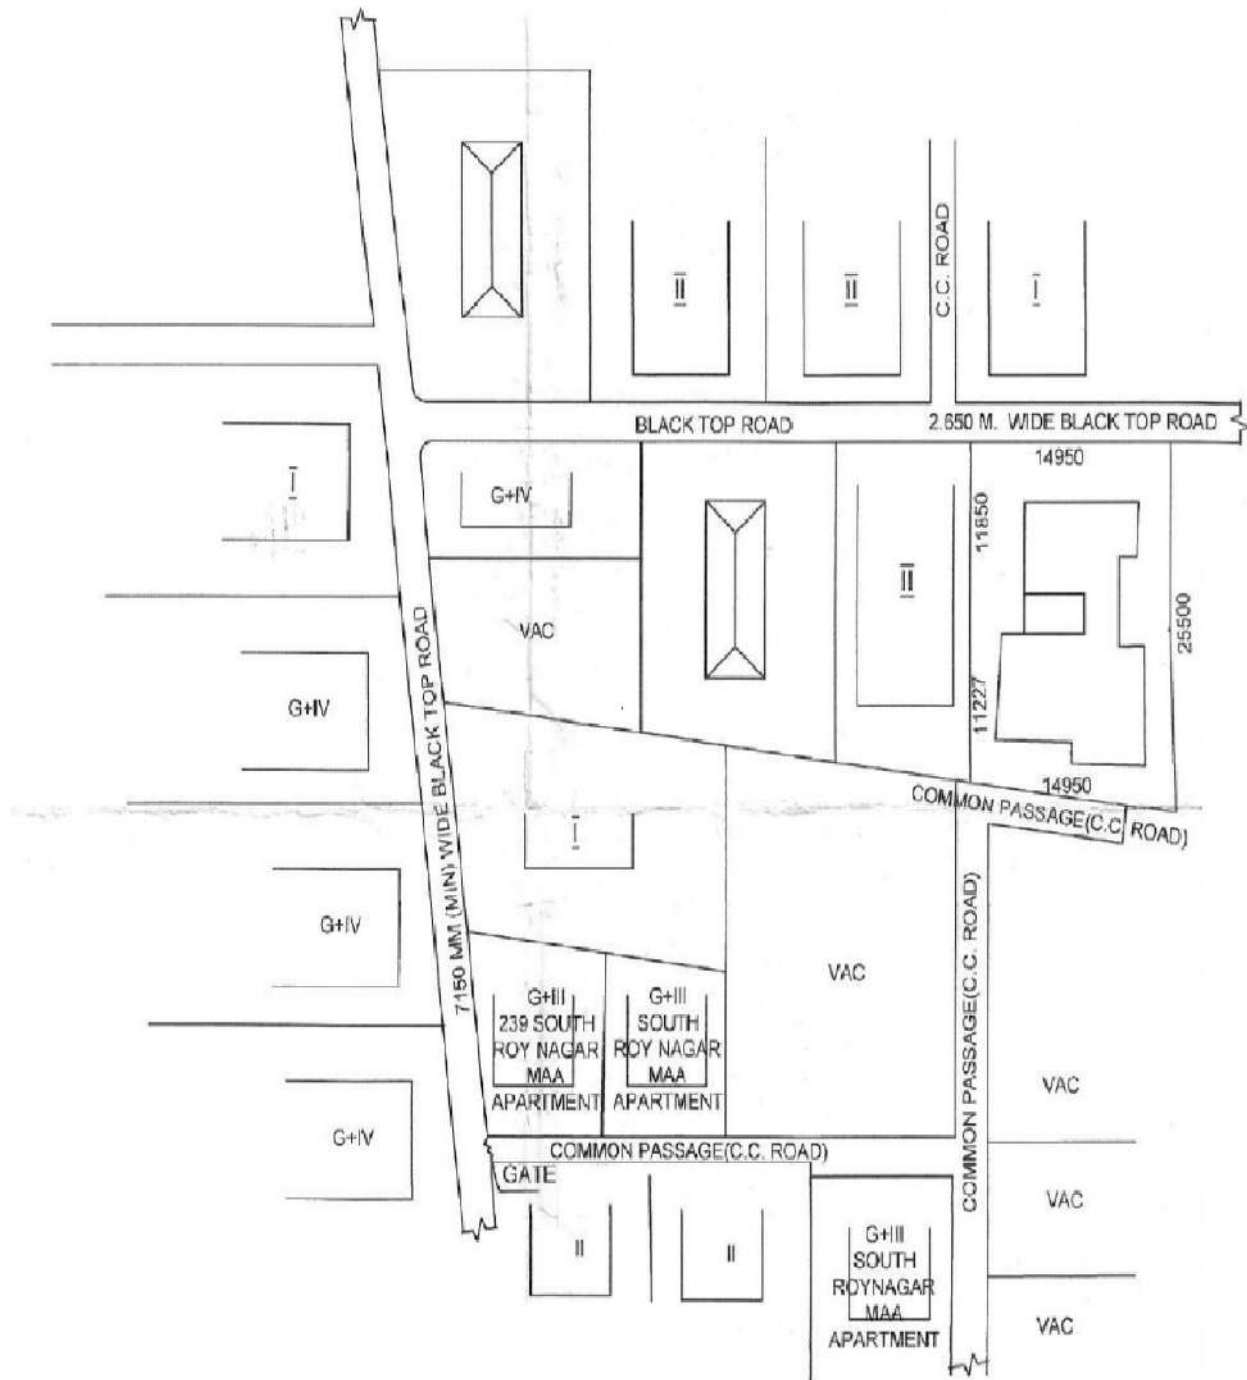 III
III
C.C. ROAD
I
BLACK TOP ROAD
2.650 M. WIDE BLACK TOP ROAD
14950
I
G+IV
11850
III
25500
VAC
7150 MM (MIN) WIDE BLACK TOP ROAD
G+IV
11227
14950
COMMON PASSAGE(C.C. ROAD)
I
G+IV
VAC
COMMON PASSAGE(C.C. ROAD)
G+III
239 SOUTH
ROY NAGAR
MAA
APARTMENT
G+III
SOUTH
ROY NAGAR
MAA
APARTMENT
VAC
G+IV
COMMON PASSAGE(C.C. ROAD)
GATE
VAC
II
II
G+III
SOUTH
ROYNAGAR
MAA
APARTMENT
VAC